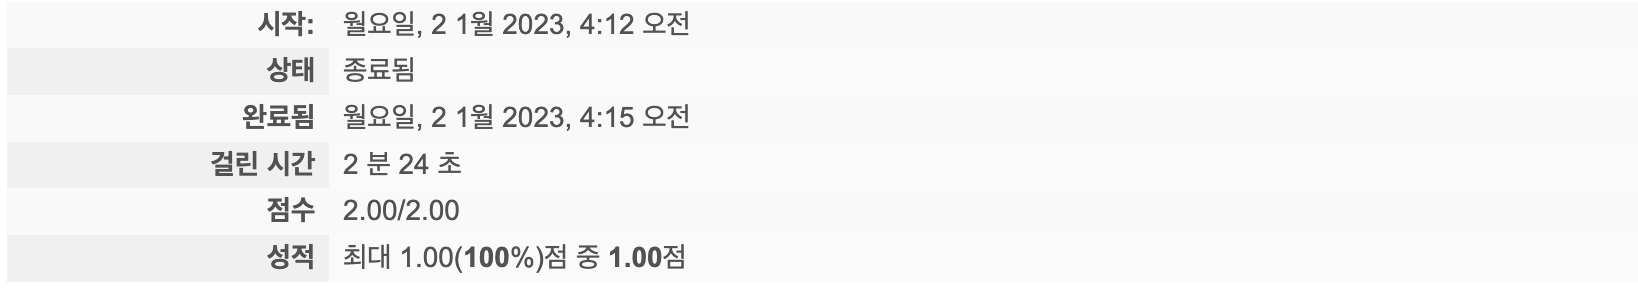 시작: 월요일, 2 1월 2023, 4:12 오전
상태 종료됨
완료됨 월요일, 2 1월 2023, 4:15 오전
걸린 시간 2 분 24 초
점수 2.00/2.00
성적 최대 1.00(100%)점 중 1.00점